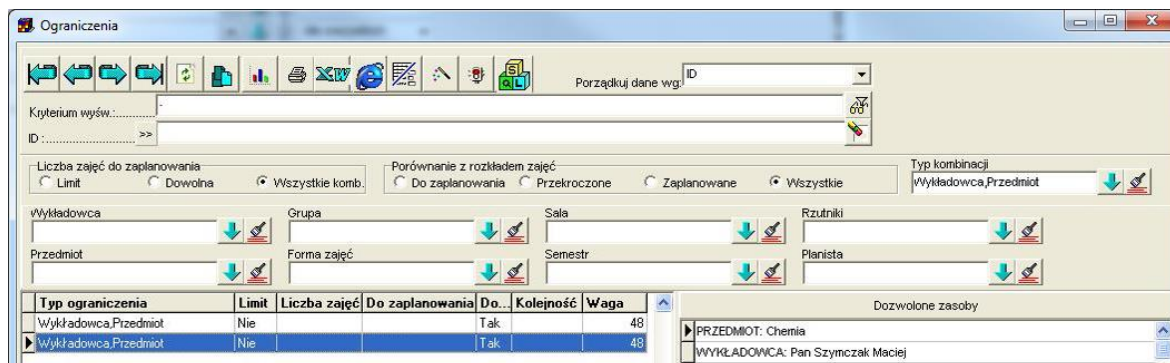 Ograniczenia
Porządkuj dane wg: ID
Kryterium wyśw.:............ -
ID :.............................. >>
Liczba zajęć do zaplanowania
Limit Dowolna Wszystkie komb.
Porównanie z rozkładem zajęć
Do zaplanowania Przekroczone Zaplanowane Wszystkie
Typ kombinacji
Wykładowca,Przedmiot
Wykładowca Grupa Sala Rzutniki
Przedmiot Forma zajęć Semestr Planista
Typ ograniczenia Limit Liczba zajęć Do zaplanowania Do... Kolejność Waga
Wykładowca,Przedmiot Nie Tak 48
Wykładowca,Przedmiot Nie Tak 48
Dozwolone zasoby
PRZEDMIOT: Chemia
WYKŁADOWCA: Pan Szymczak Maciej